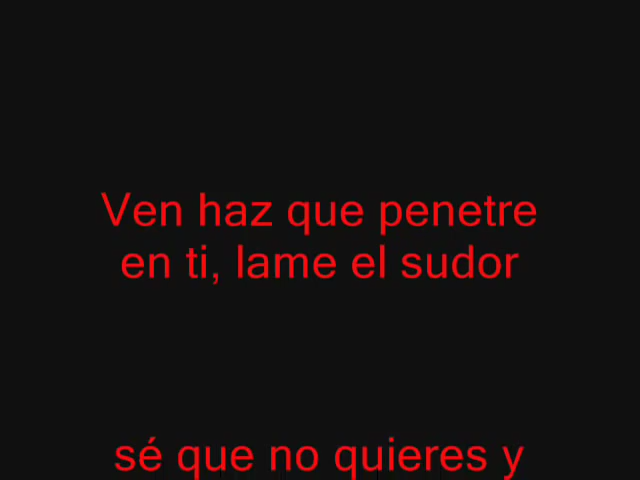 Ven haz que penetre
en ti, lame el sudor
sé que no quieres y